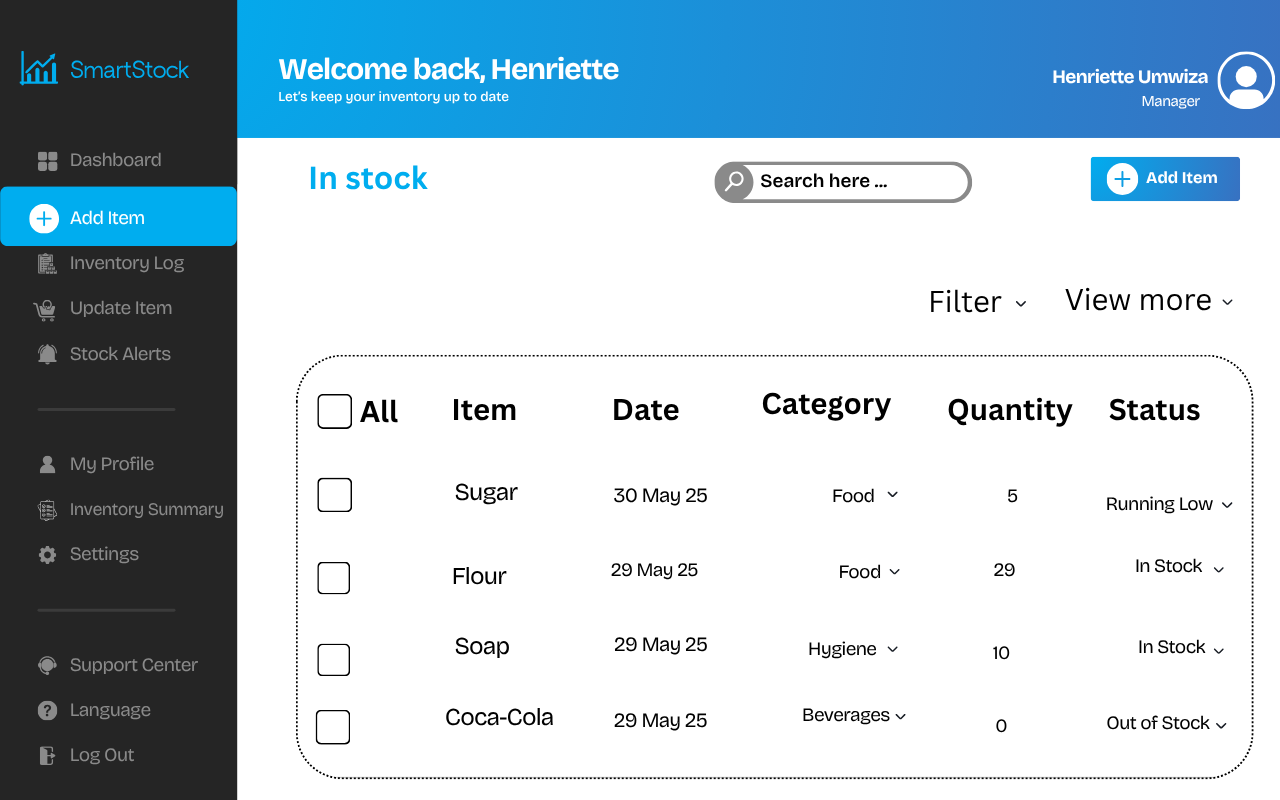 SmartStock
Dashboard
Add Item
Inventory Log
Update Item
Stock Alerts
My Profile
Inventory Summary
Settings
Support Center
Language
Log Out
Welcome back, Henriette
Let's keep your inventory up to date
Henriette Umwiza
Manager
In stock
Search here ...
Add Item
Filter
View more
All Item Date Category Quantity Status
Sugar 30 May 25 Food 5 Running Low
Flour 29 May 25 Food 29 In Stock
Soap 29 May 25 Hygiene 10 In Stock
Coca-Cola 29 May 25 Beverages 0 Out of Stock